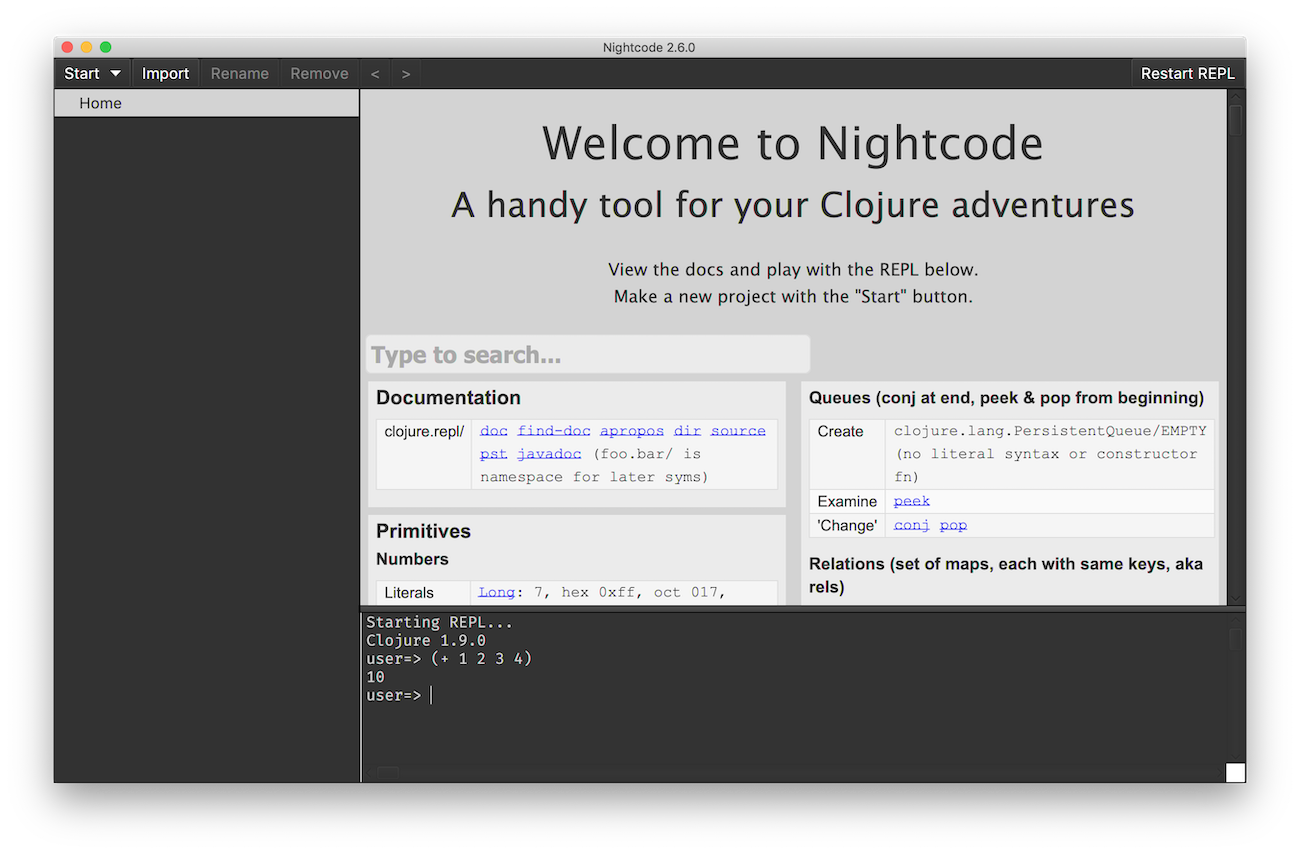 Nightcode 2.6.0
Start Import Rename Remove < > Restart REPL
Home
Welcome to Nightcode
A handy tool for your Clojure adventures
View the docs and play with the REPL below.
Make a new project with the "Start" button.
Type to search...
Documentation
clojure.repl/ doc find-doc apropos dir source
pst javadoc (foo.bar/ is
namespace for later syms)
Primitives
Numbers
Literals Long: 7, hex 0xff, oct 017,
Queues (conj at end, peek & pop from beginning)
Create clojure.lang.PersistentQueue/EMPTY
(no literal syntax or constructor
fn)
Examine peek
'Change' conj pop
Relations (set of maps, each with same keys, aka
rels)
Starting REPL...
Clojure 1.9.0
user=> (+ 1 2 3 4)
10
user=>